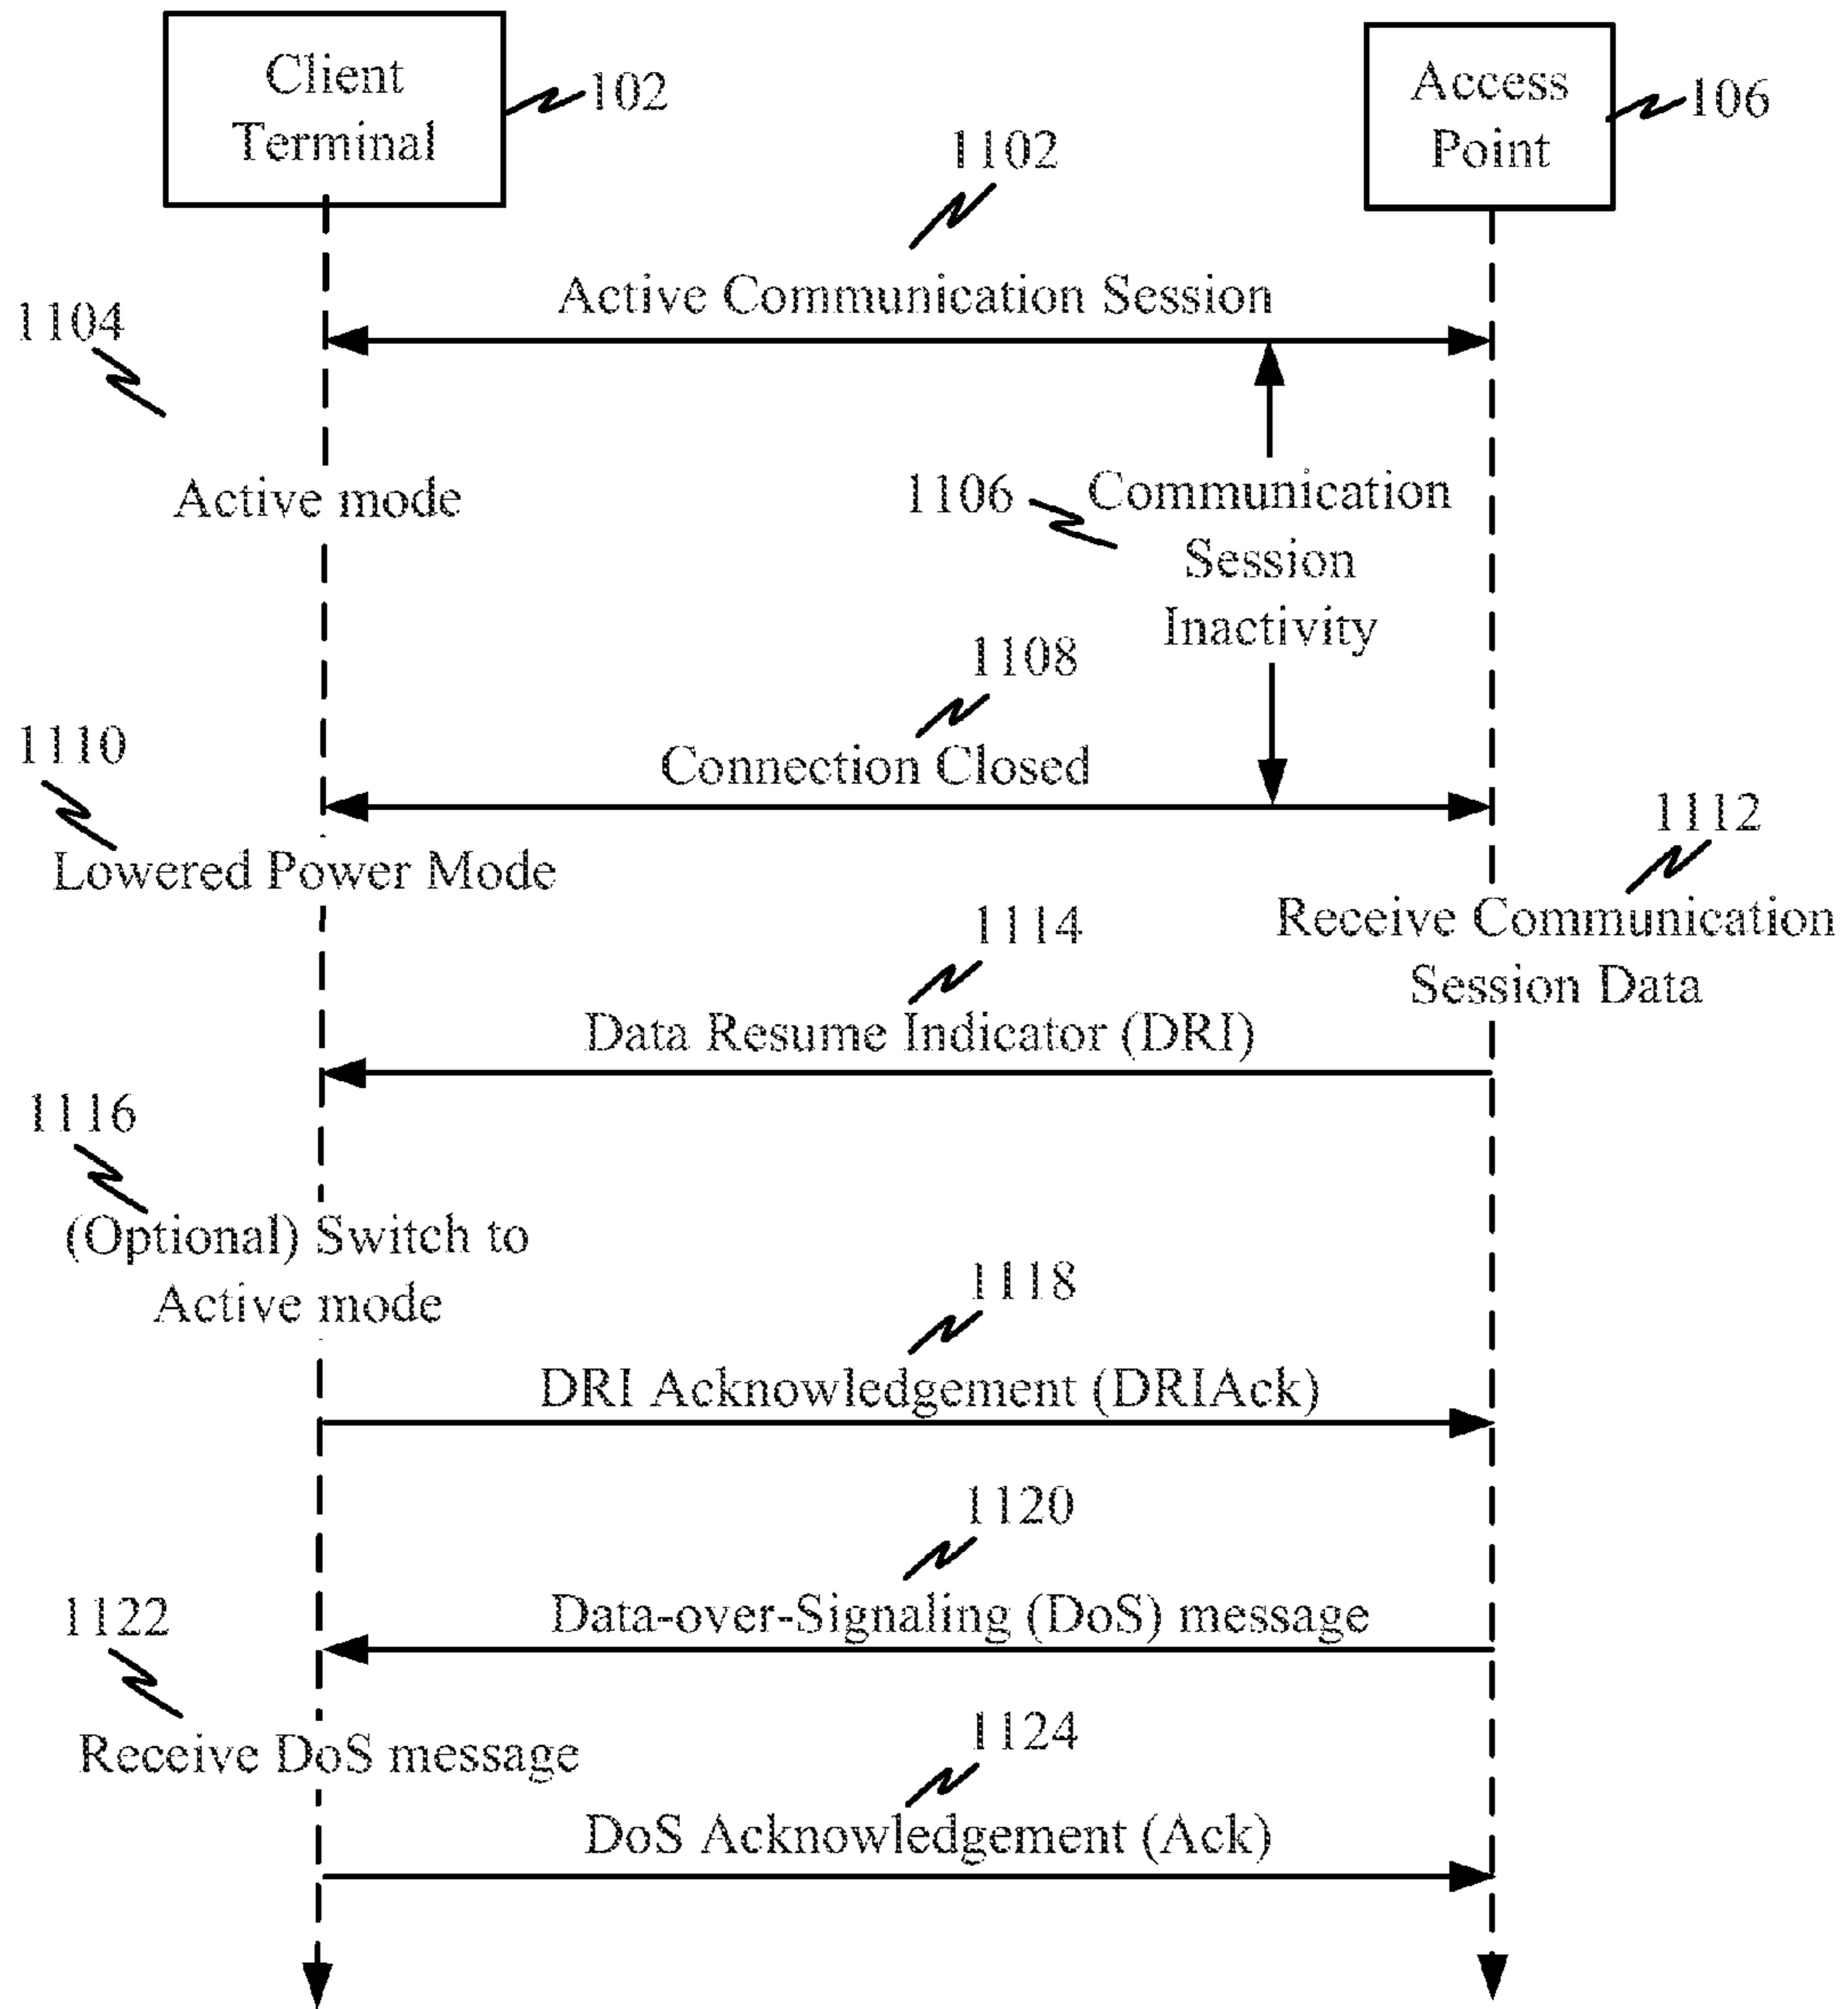 Client
Terminal
102
Access
Point
106
1102
Active Communication Session
1104
Active mode
1106
Communication
Session
Inactivity
1108
Connection Closed
1110
Lowered Power Mode
1112
Receive Communication
Session Data
1114
Data Resume Indicator (DRI)
1116
(Optional) Switch to
Active mode
1118
DRI Acknowledgement (DRIAck)
1120
Data-over-Signaling (DoS) message
1122
Receive DoS message
1124
DoS Acknowledgement (Ack)